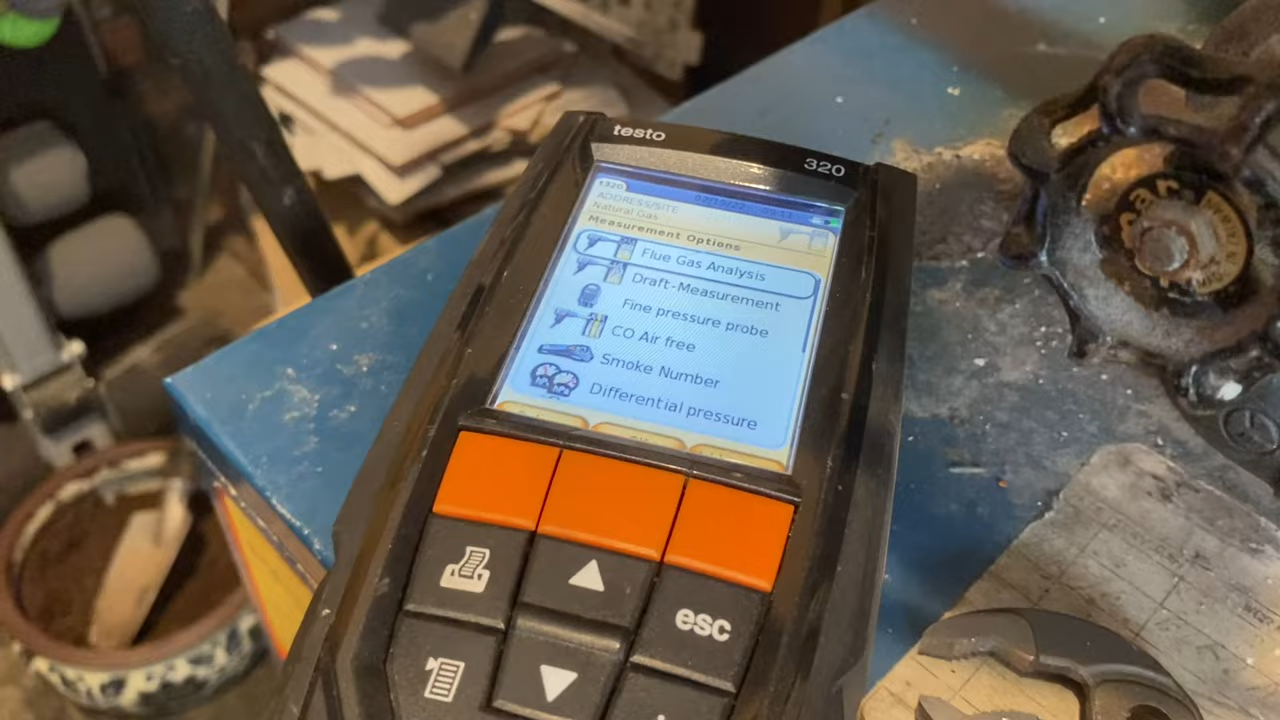 testo
320
t320
ADDRESS/SITE
Natural Gas
Measurement Options
Flue Gas Analysis
Draft-Measurement
Fine pressure probe
CO Air free
Smoke Number
Differential pressure
esc